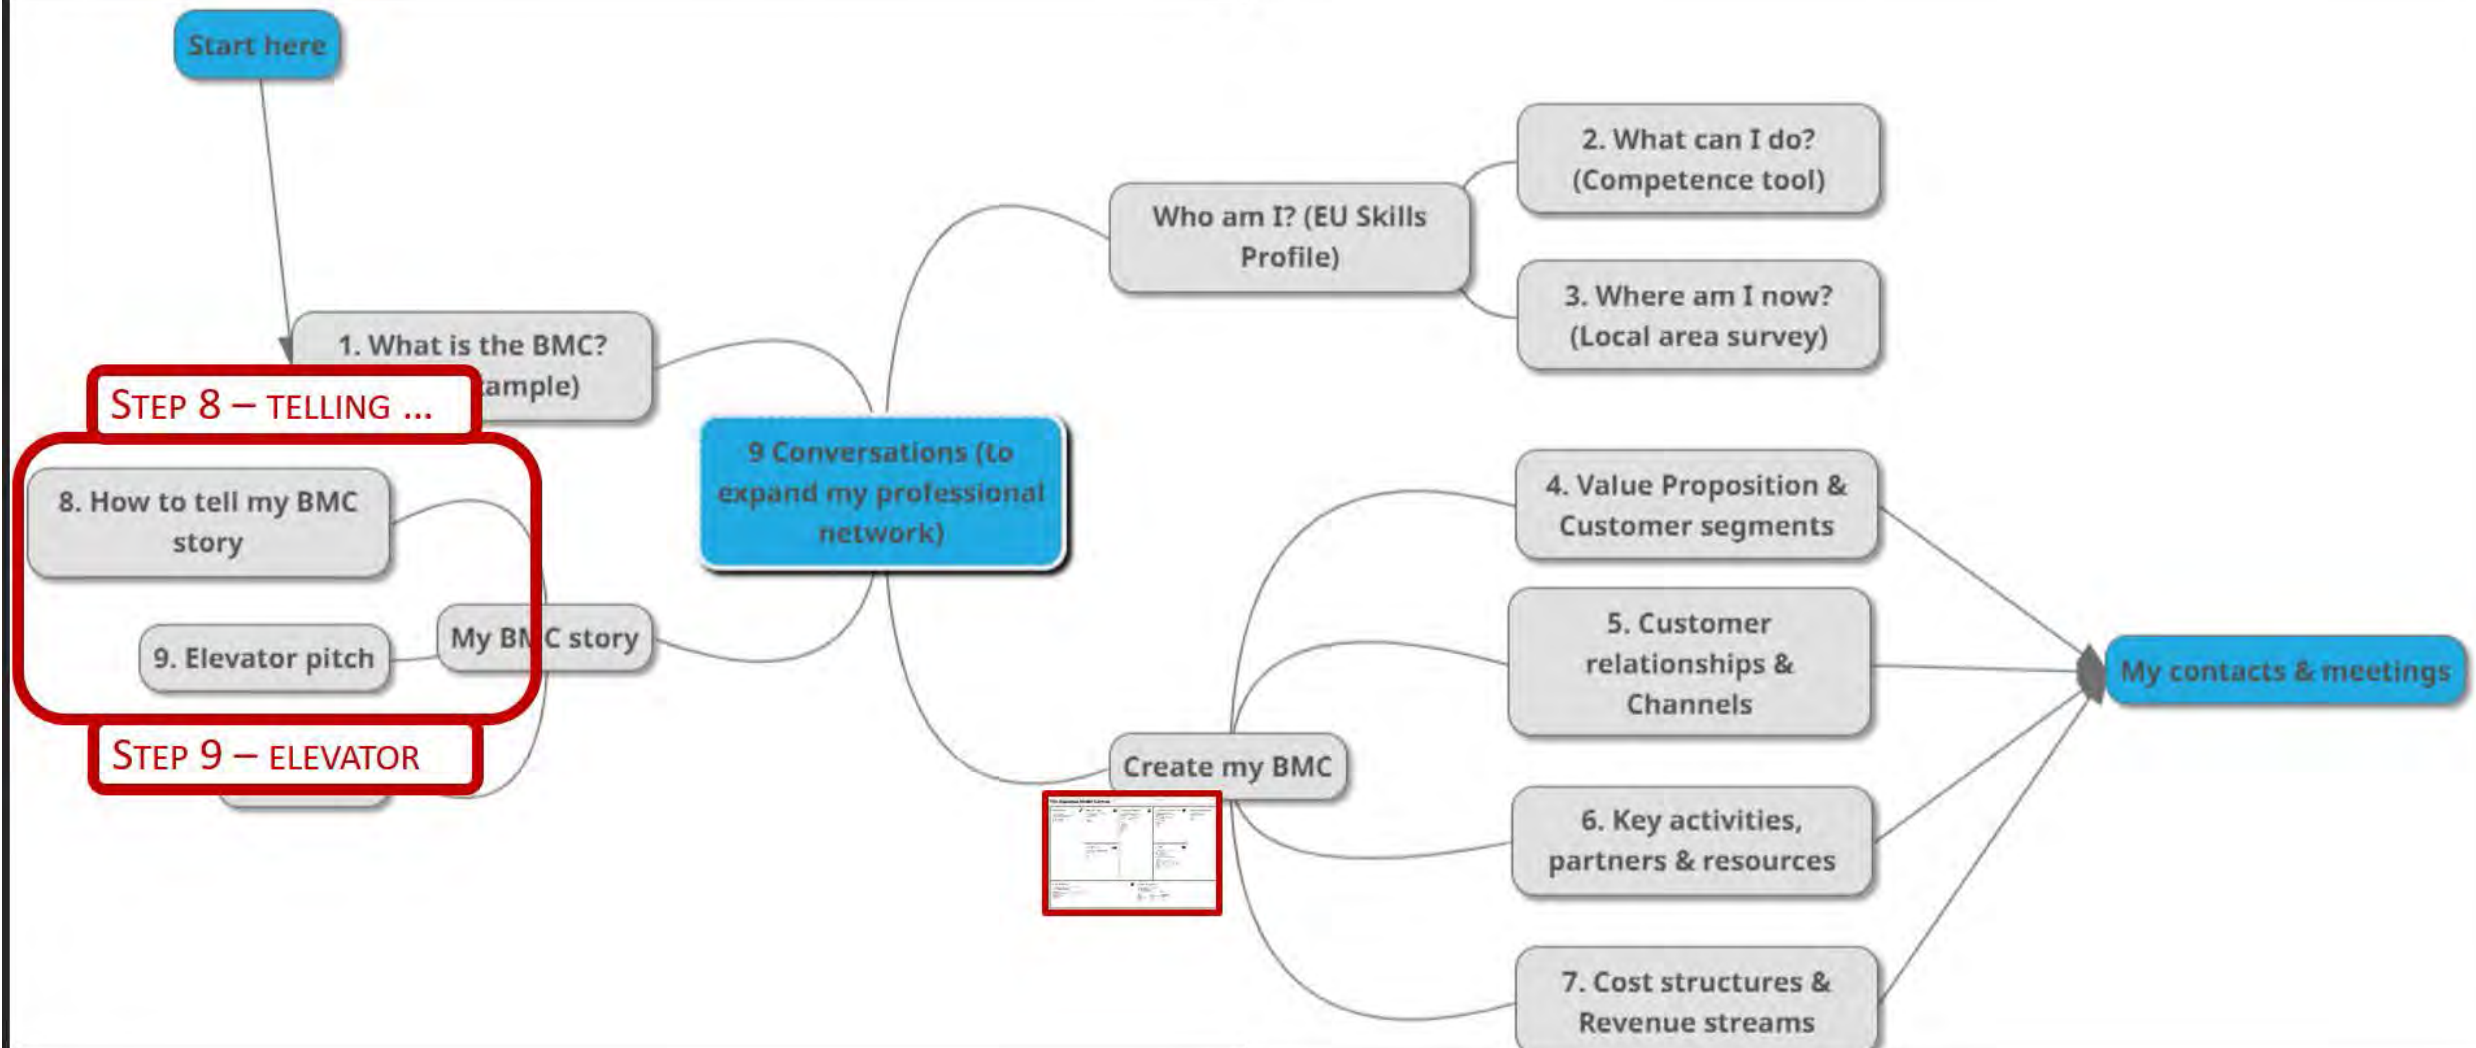 Start here
1. What is the BMC?
ample)
STEP 8 – TELLING ...
8. How to tell my BMC
story
9. Elevator pitch
My BMC story
STEP 9 – ELEVATOR
9 Conversations (to
expand my professional
network)
Who am I? (EU Skills
Profile)
2. What can I do?
(Competence tool)
3. Where am I now?
(Local area survey)
Create my BMC
4. Value Proposition &
Customer segments
5. Customer
relationships &
Channels
6. Key activities,
partners & resources
7. Cost structures &
Revenue streams
My contacts & meetings